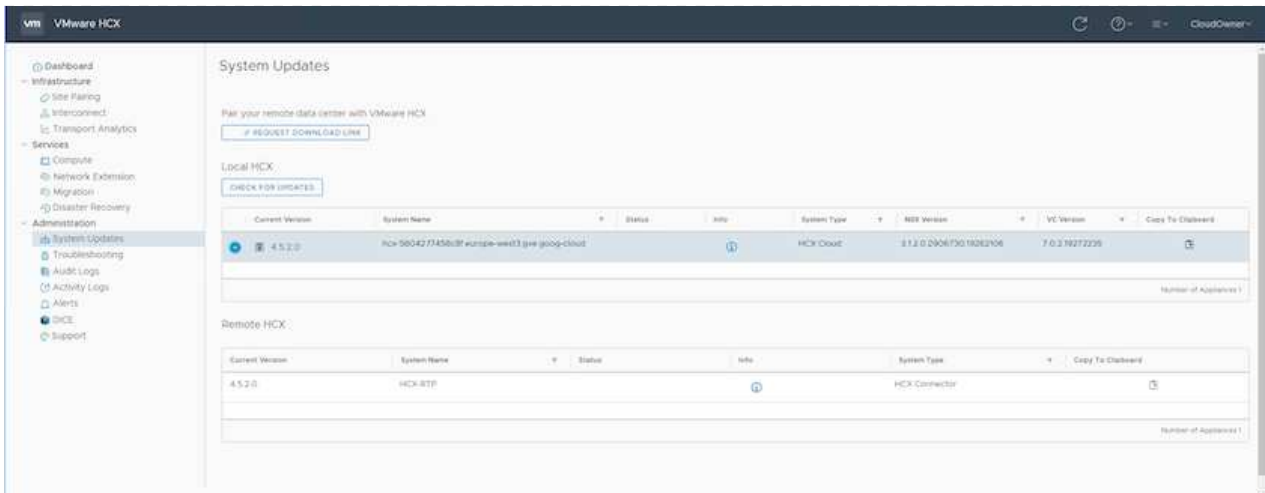 vm VMware HCX CloudOwner
Dashboard
Infrastructure
Site Pairing
Interconnect
Transport Analytics
Services
Compute
Network Extension
Migration
Disaster Recovery
Administration
System Updates
Troubleshooting
Audit Logs
Activity Logs
Alerts
DICE
Support
System Updates
Pair your remote data center with VMware HCX
REQUEST DOWNLOAD LINK
Local HCX
CHECK FOR UPDATES
Current Version System Name Status Info System Type NSX Version VC Version Copy To Clipboard
4.5.2.0 HCX Cloud
Number of Appliances 1
Remote HCX
Current Version System Name Status Info System Type Copy To Clipboard
4.5.2.0 HCX-RTP HCX Connector
Number of Appliances 1